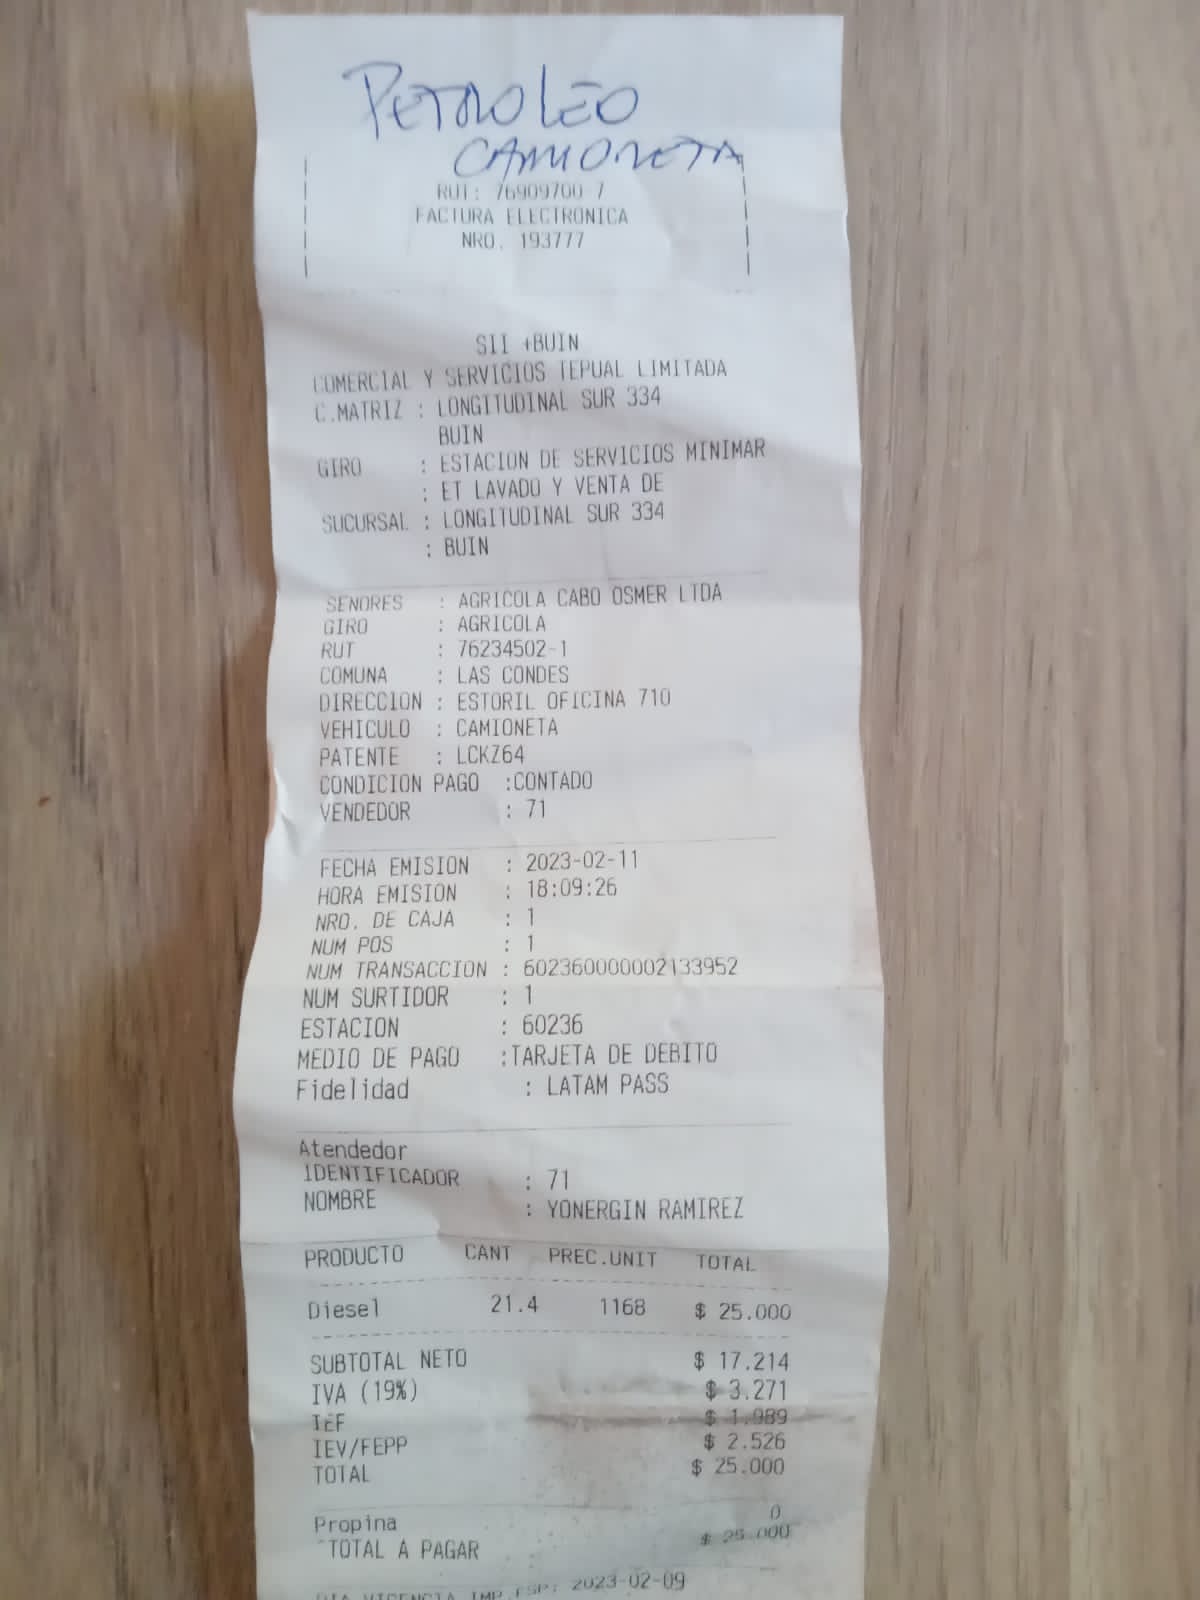 PETROLEO
CAMIONETA
RUT: 76909700 7
FACTURA ELECTRONICA
NRO. 193777
SII +BUIN
COMERCIAL Y SERVICIOS TEPUAL LIMITADA
C.MATRIZ : LONGITUDINAL SUR 334
BUIN
GIRO : ESTACION DE SERVICIOS MINIMAR
: ET LAVADO Y VENTA DE
SUCURSAL : LONGITUDINAL SUR 334
: BUIN
SENORES : AGRICOLA CABO OSMER LTDA
GIRO : AGRICOLA
RUT : 76234502-1
COMUNA : LAS CONDES
DIRECCION : ESTORIL OFICINA 710
VEHICULO : CAMIONETA
PATENTE : LCKZ64
CONDICION PAGO :CONTADO
VENDEDOR : 71
FECHA EMISION : 2023-02-11
HORA EMISION : 18:09:26
NRO. DE CAJA : 1
NUM POS : 1
NUM TRANSACCION : 602360000002133952
NUM SURTIDOR : 1
ESTACION : 60236
MEDIO DE PAGO :TARJETA DE DEBITO
Fidelidad : LATAM PASS
Atendedor
IDENTIFICADOR : 71
NOMBRE : YONERGIN RAMIREZ
PRODUCTO CANT PREC.UNIT TOTAL
Diesel 21.4 1168 $ 25.000
SUBTOTAL NETO $ 17.214
IVA (19%) $ 3.271
IEF $ 1.989
IEV/FEPP $ 2.526
TOTAL $ 25.000
Propina 0
TOTAL A PAGAR $ 25.000
DIA VIGENCIA IMP.ESP: 2023-02-09